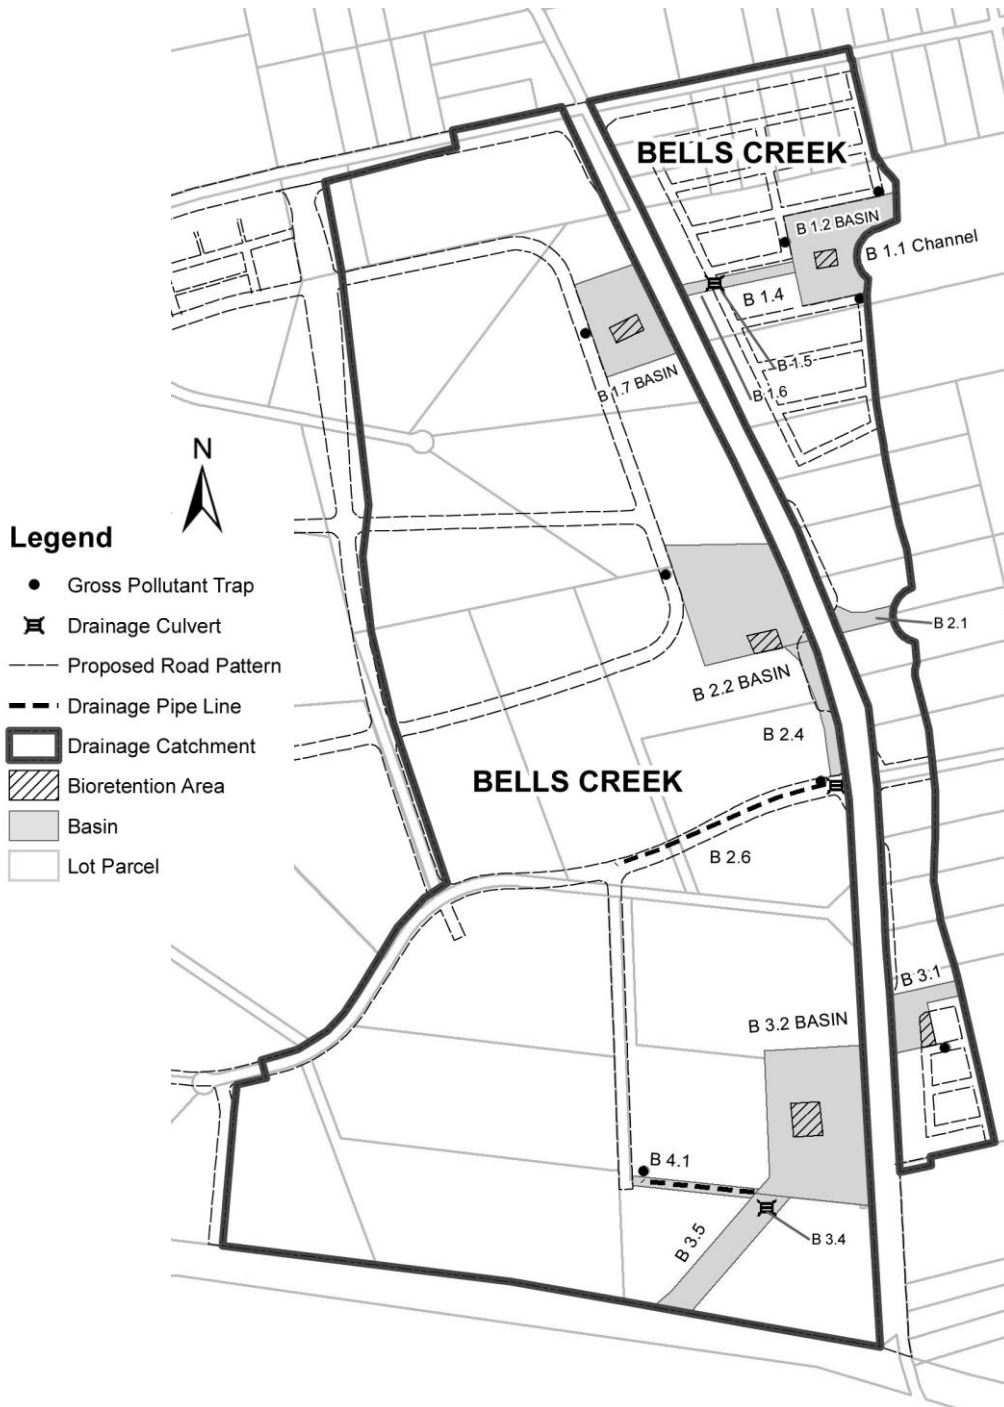 BELLS CREEK
B 1.2 BASIN
B 1.1 Channel
B 1.4
B 1.5
B 1.6
B 1.7 BASIN
N
Legend
Gross Pollutant Trap
Drainage Culvert
Proposed Road Pattern
Drainage Pipe Line
Drainage Catchment
Bioretention Area
Basin
Lot Parcel
B 2.1
B 2.2 BASIN
B 2.4
BELLS CREEK
B 2.6
B 3.1
B 3.2 BASIN
B 4.1
B 3.5
B 3.4